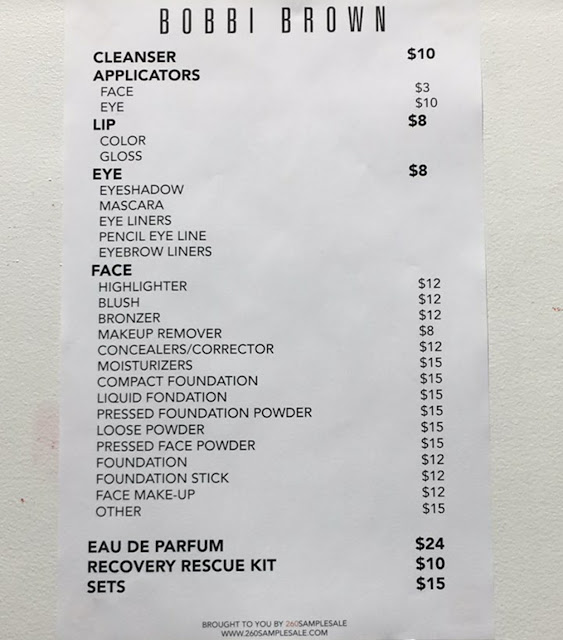 BOBBI BROWN
CLEANSER $10
APPLICATORS
FACE $3
EYE $10
LIP $8
COLOR
GLOSS
EYE $8
EYESHADOW
MASCARA
EYE LINERS
PENCIL EYE LINE
EYEBROW LINERS
FACE
HIGHLIGHTER $12
BLUSH $12
BRONZER $12
MAKEUP REMOVER $8
CONCEALERS/CORRECTOR $12
MOISTURIZERS $15
COMPACT FOUNDATION $15
LIQUID FONDATION $15
PRESSED FOUNDATION POWDER $15
LOOSE POWDER $15
PRESSED FACE POWDER $15
FOUNDATION $12
FOUNDATION STICK $12
FACE MAKE-UP $12
OTHER $15
EAU DE PARFUM $24
RECOVERY RESCUE KIT $10
SETS $15
BROUGHT TO YOU BY 260SAMPLESALE
WWW.260SAMPLESALE.COM